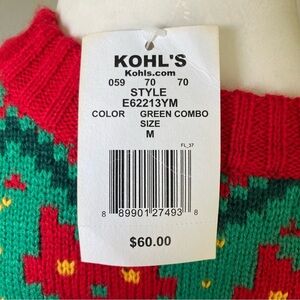 KOHL'S
Kohls.com
059 70 70
STYLE
E62213YM
COLOR GREEN COMBO
SIZE
M
FL_37
8 89901 27493 8
$60.00